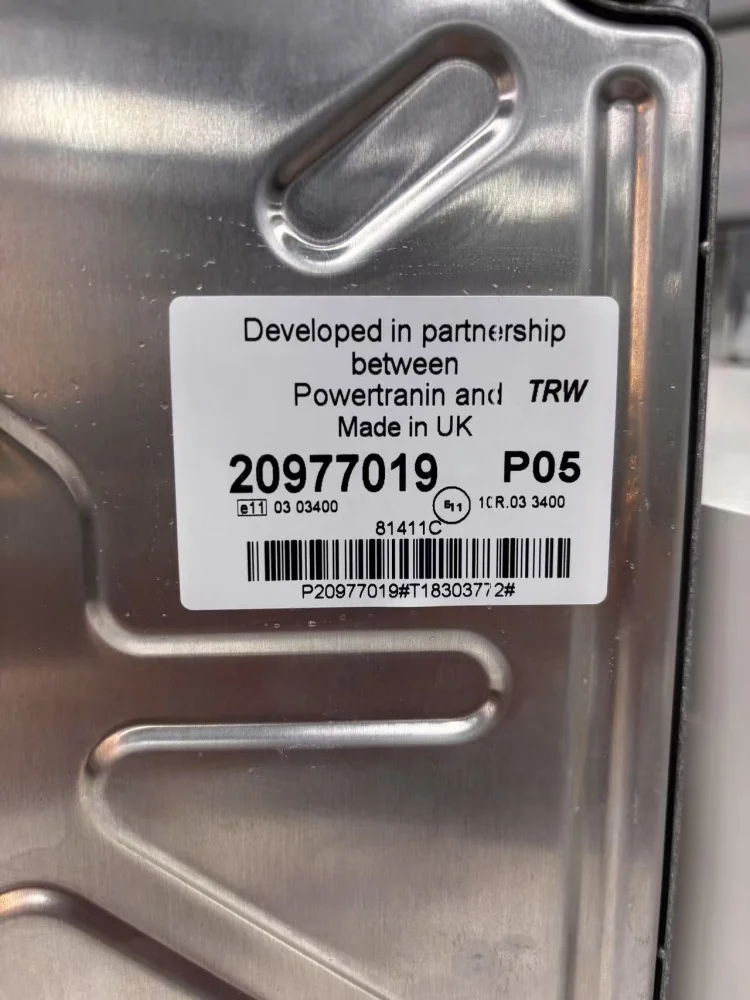 Developed in partnership
between
Powertranin and TRW
Made in UK
20977019 P05
e11 03 03400 E11 10R.03 3400
81411C
P20977019#T18303772#